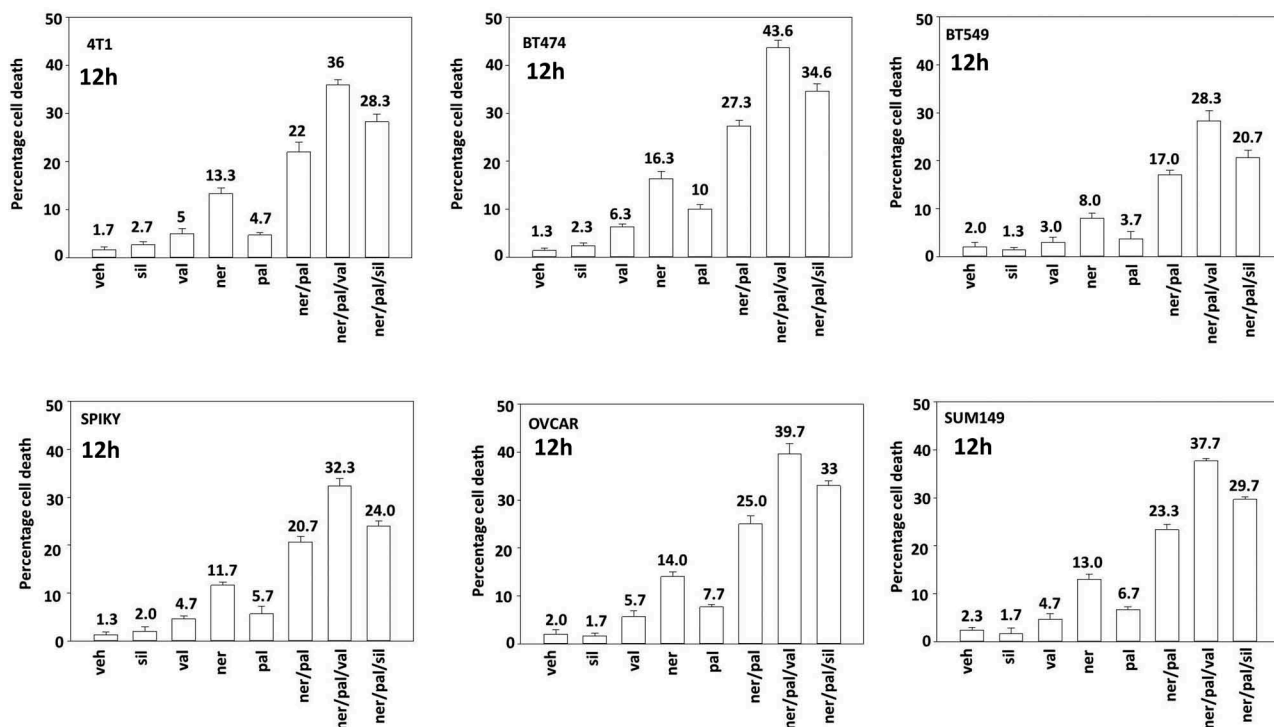 Percentage cell death
4T1
12h
50
40
30
20
10
0
1.7
2.7
5
13.3
4.7
22
36
28.3
veh
sil
val
ner
pal
ner/pal
ner/pal/val
ner/pal/sil
Percentage cell death
BT474
12h
50
40
30
20
10
0
1.3
2.3
6.3
16.3
10
27.3
43.6
34.6
veh
sil
val
ner
pal
ner/pal
ner/pal/val
ner/pal/sil
Percentage cell death
BT549
12h
50
40
30
20
10
0
2.0
1.3
3.0
8.0
3.7
17.0
28.3
20.7
veh
sil
val
ner
pal
ner/pal
ner/pal/val
ner/pal/sil
Percentage cell death
SPIKY
12h
50
40
30
20
10
0
1.3
2.0
4.7
11.7
5.7
20.7
32.3
24.0
veh
sil
val
ner
pal
ner/pal
ner/pal/val
ner/pal/sil
Percentage cell death
OVCAR
12h
50
40
30
20
10
0
2.0
1.7
5.7
14.0
7.7
25.0
39.7
33
veh
sil
val
ner
pal
ner/pal
ner/pal/val
ner/pal/sil
Percentage cell death
SUM149
12h
50
40
30
20
10
0
2.3
1.7
4.7
13.0
6.7
23.3
37.7
29.7
veh
sil
val
ner
pal
ner/pal
ner/pal/val
ner/pal/sil